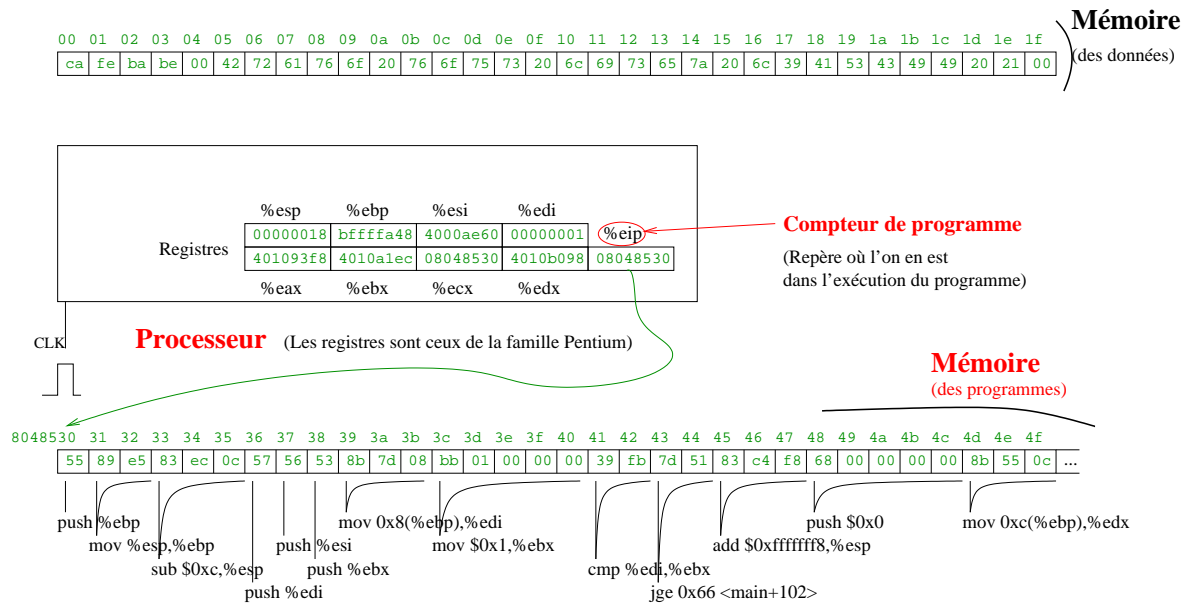 Mémoire
(des données)
00 01 02 03 04 05 06 07 08 09 0a 0b 0c 0d 0e 0f 10 11 12 13 15 16 17 18 19 1a 1b 1c 1d 1e 1f
ca fe ba be 00 42 72 61 76 6f 20 76 6f 75 73 20 6c 69 73 65 7a 20 6c 39 41 53 43 49 49 20 21 00
%esp %ebp %esi %edi
Registres
00000018 bffffa48 4000ae60 00000001 %eip
401093f8 4010a1ec 08048530 4010b098 08048530
%eax %ebx %ecx %edx
Compteur de programme
(Repère où l'on en est
dans l'exécution du programme)
CLK
Processeur (Les registres sont ceux de la famille Pentium)
Mémoire
(des programmes)
8048530 31 32 33 34 35 36 37 38 39 3a 3b 3c 3d 3e 3f 40 41 42 43 44 45 46 47 48 49 4a 4b 4c 4d 4e 4f
55 89 e5 83 ec 0c 57 56 53 8b 7d 08 bb 01 00 00 00 39 fb 7d 51 83 c4 f8 68 00 00 00 00 8b 55 0c ...
push %ebp
mov %esp,%ebp
sub $0xc,%esp
push %edi
push %esi
push %ebx
mov 0x8(%ebp),%edi
mov $0x1,%ebx
cmp %edi,%ebx
jge 0x66 <main+102>
add $0xfffffff8,%esp
push $0x0
mov 0xc(%ebp),%edx